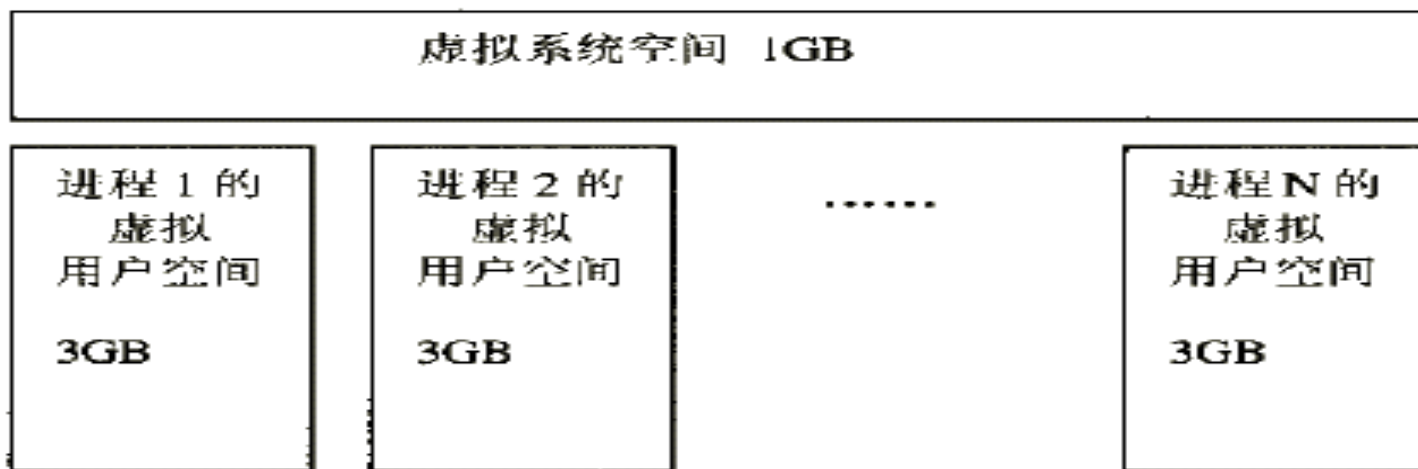 虚拟系统空间 1GB
进程 1 的
虚拟
用户空间
3GB
进程 2 的
虚拟
用户空间
3GB
......
进程 N 的
虚拟
用户空间
3GB